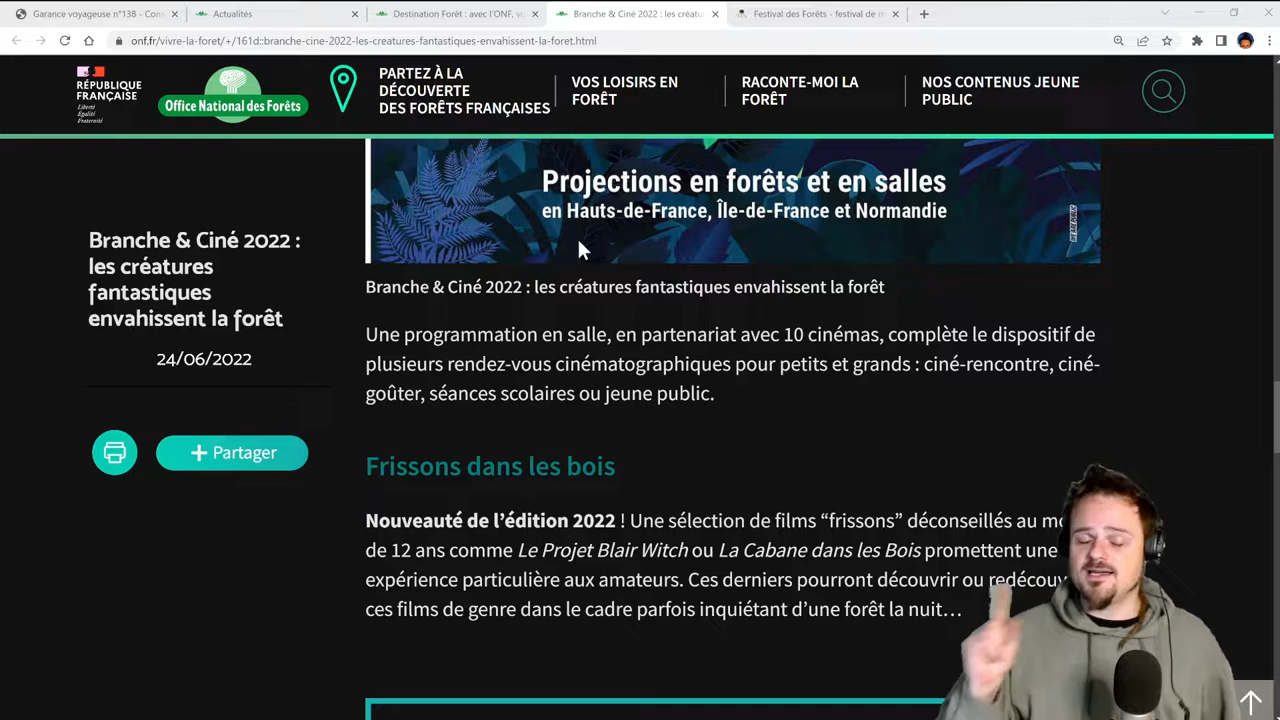 Garance voyageuse n°138 – Con
Actualités
Destination Forêt : avec l'ONF, vo
Branche & Ciné 2022 : les créatu
Festival des Forêts - festival de m
onf.fr/vivre-la-foret/+/161d::branche-cine-2022-les-creatures-fantastiques-envahissent-la-foret.html
RÉPUBLIQUE
FRANÇAISE
Liberté
Égalité
Fraternité
Office National des Forêts
PARTEZ À LA
DÉCOUVERTE
DES FORÊTS FRANÇAISES
VOS LOISIRS EN
FORÊT
RACONTE-MOI LA
FORÊT
NOS CONTENUS JEUNE
PUBLIC
Projections en forêts et en salles
en Hauts-de-France, Île-de-France et Normandie
Branche & Ciné 2022 :
les créatures
fantastiques
envahissent la forêt
24/06/2022
Partager
Branche & Ciné 2022 : les créatures fantastiques envahissent la forêt
Une programmation en salle, en partenariat avec 10 cinémas, complète le dispositif de
plusieurs rendez-vous cinématographiques pour petits et grands : ciné-rencontre, ciné-
goûter, séances scolaires ou jeune public.
Frissons dans les bois
Nouveauté de l'édition 2022 ! Une sélection de films “frissons” déconseillés au mo
de 12 ans comme Le Projet Blair Witch ou La Cabane dans les Bois promettent une
expérience particulière aux amateurs. Ces derniers pourront découvrir ou redécouv
ces films de genre dans le cadre parfois inquiétant d'une forêt la nuit…